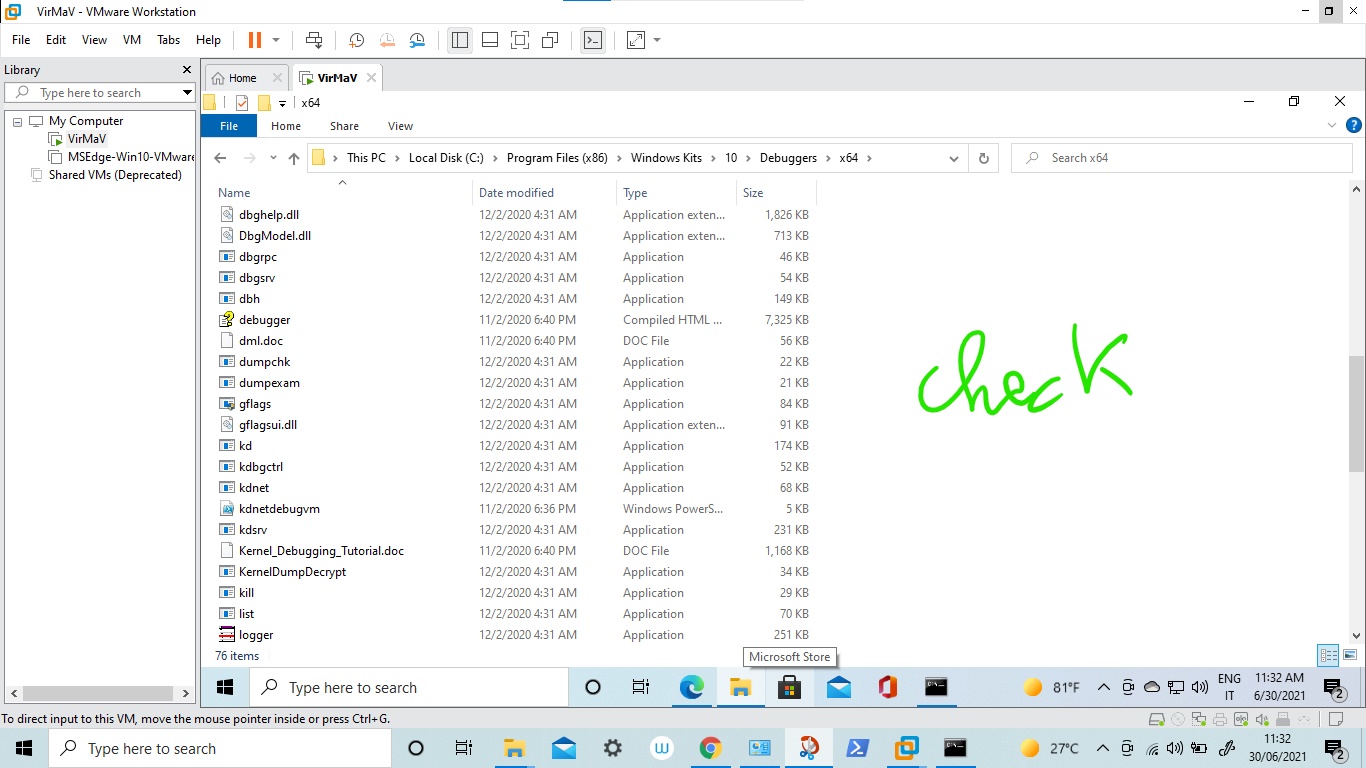 VirMaV - VMware Workstation
File Edit View VM Tabs Help
Library
Type here to search
My Computer
VirMaV
MSEdge-Win10-VMware
Shared VMs (Deprecated)
Home VirMaV
x64
File Home Share View
This PC Local Disk (C:) Program Files (x86) Windows Kits 10 Debuggers x64
Search x64
Name Date modified Type Size
dbghelp.dll 12/2/2020 4:31 AM Application exten... 1,826 KB
DbgModel.dll 12/2/2020 4:31 AM Application exten... 713 KB
dbgrpc 12/2/2020 4:31 AM Application 46 KB
dbgsrv 12/2/2020 4:31 AM Application 54 KB
dbh 12/2/2020 4:31 AM Application 149 KB
debugger 11/2/2020 6:40 PM Compiled HTML ... 7,325 KB
dml.doc 11/2/2020 6:40 PM DOC File 56 KB
dumpchk 12/2/2020 4:31 AM Application 22 KB
dumpexam 12/2/2020 4:31 AM Application 21 KB
gflags 12/2/2020 4:31 AM Application 84 KB
gflagsui.dll 12/2/2020 4:31 AM Application exten... 91 KB
kd 12/2/2020 4:31 AM Application 174 KB
kdbgctrl 12/2/2020 4:31 AM Application 52 KB
kdnet 12/2/2020 4:31 AM Application 68 KB
kdnetdebugvm 11/2/2020 6:36 PM Windows PowerS... 5 KB
kdsrv 12/2/2020 4:31 AM Application 231 KB
Kernel_Debugging_Tutorial.doc 11/2/2020 6:40 PM DOC File 1,168 KB
KernelDumpDecrypt 12/2/2020 4:31 AM Application 34 KB
kill 12/2/2020 4:31 AM Application 29 KB
list 12/2/2020 4:31 AM Application 70 KB
logger 12/2/2020 4:31 AM Application 251 KB
check
76 items
Microsoft Store
Type here to search
81°F
ENG
IT
11:32 AM
6/30/2021
2
To direct input to this VM, move the mouse pointer inside or press Ctrl+G.
Type here to search
27°C
11:32
30/06/2021
2